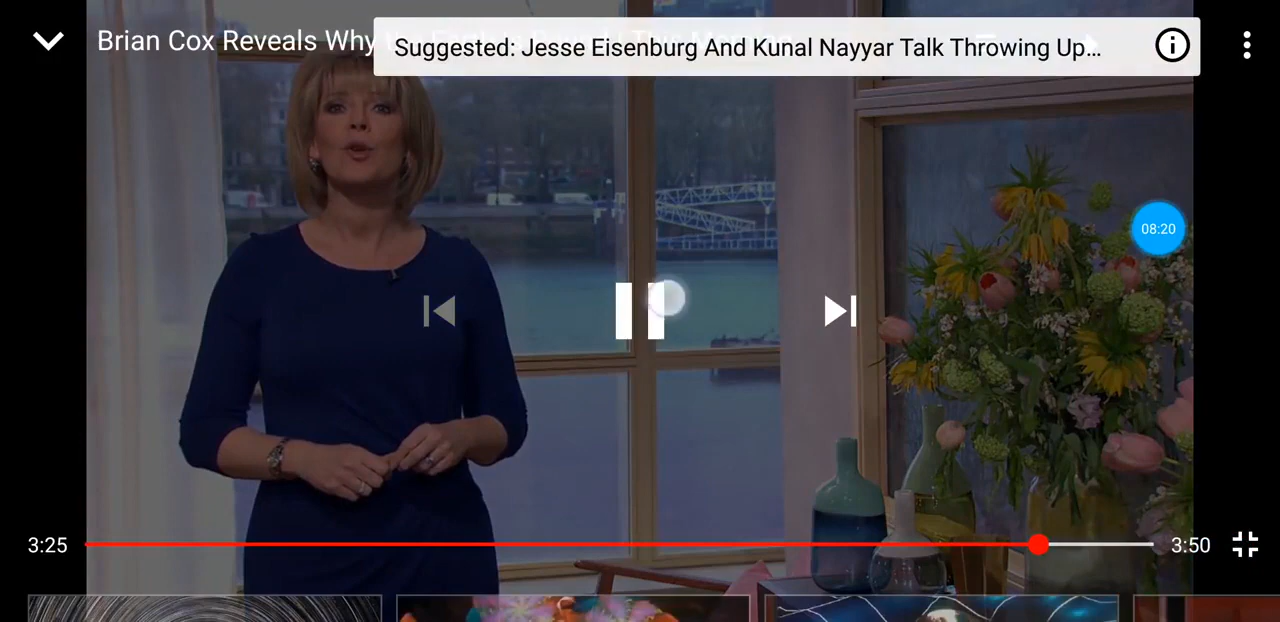 Brian Cox Reveals Why
Suggested: Jesse Eisenburg And Kunal Nayyar Talk Throwing Up...
08:20
3:25
3:50